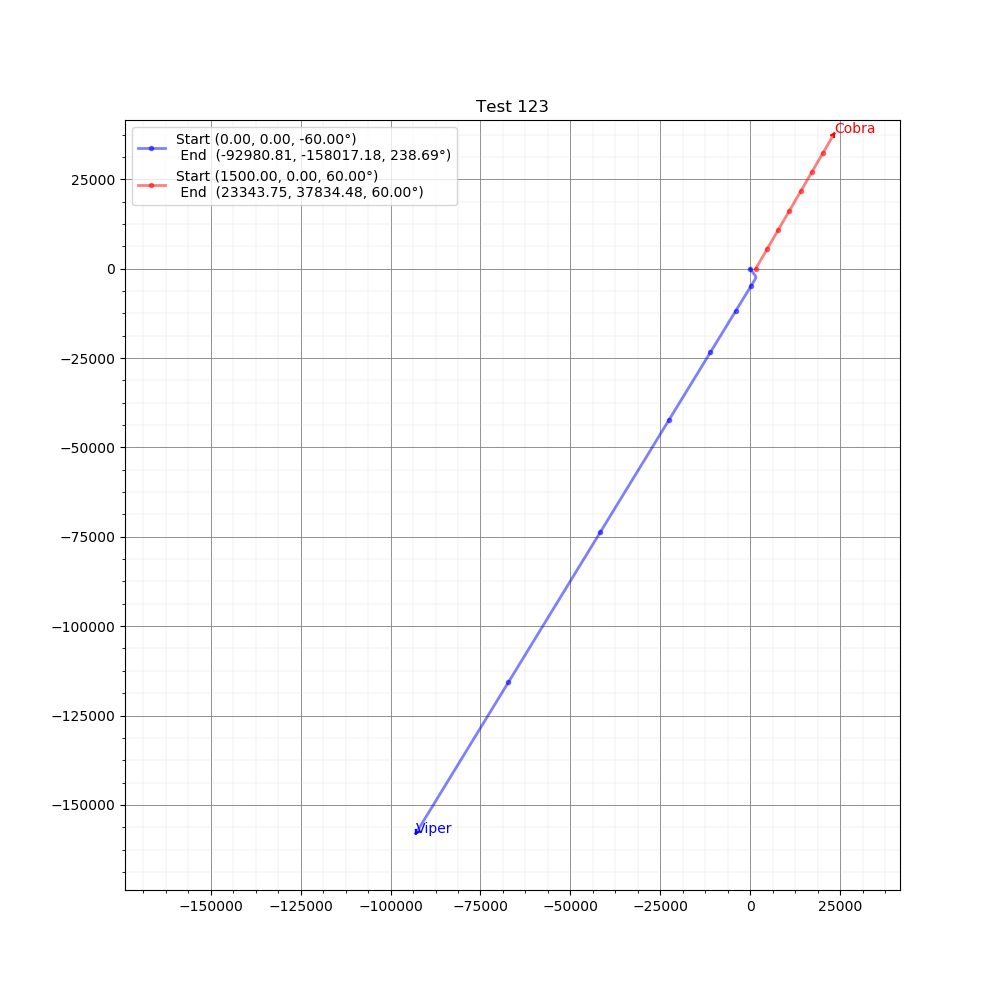 Test 123
Start (0.00, 0.00, -60.00°)
End (-92980.81, -158017.18, 238.69°)
Start (1500.00, 0.00, 60.00°)
End (23343.75, 37834.48, 60.00°)
Cobra
25000
0
−25000
−50000
−75000
−100000
−125000
−150000
Viper
−150000 −125000 −100000 −75000 −50000 −25000 0 25000